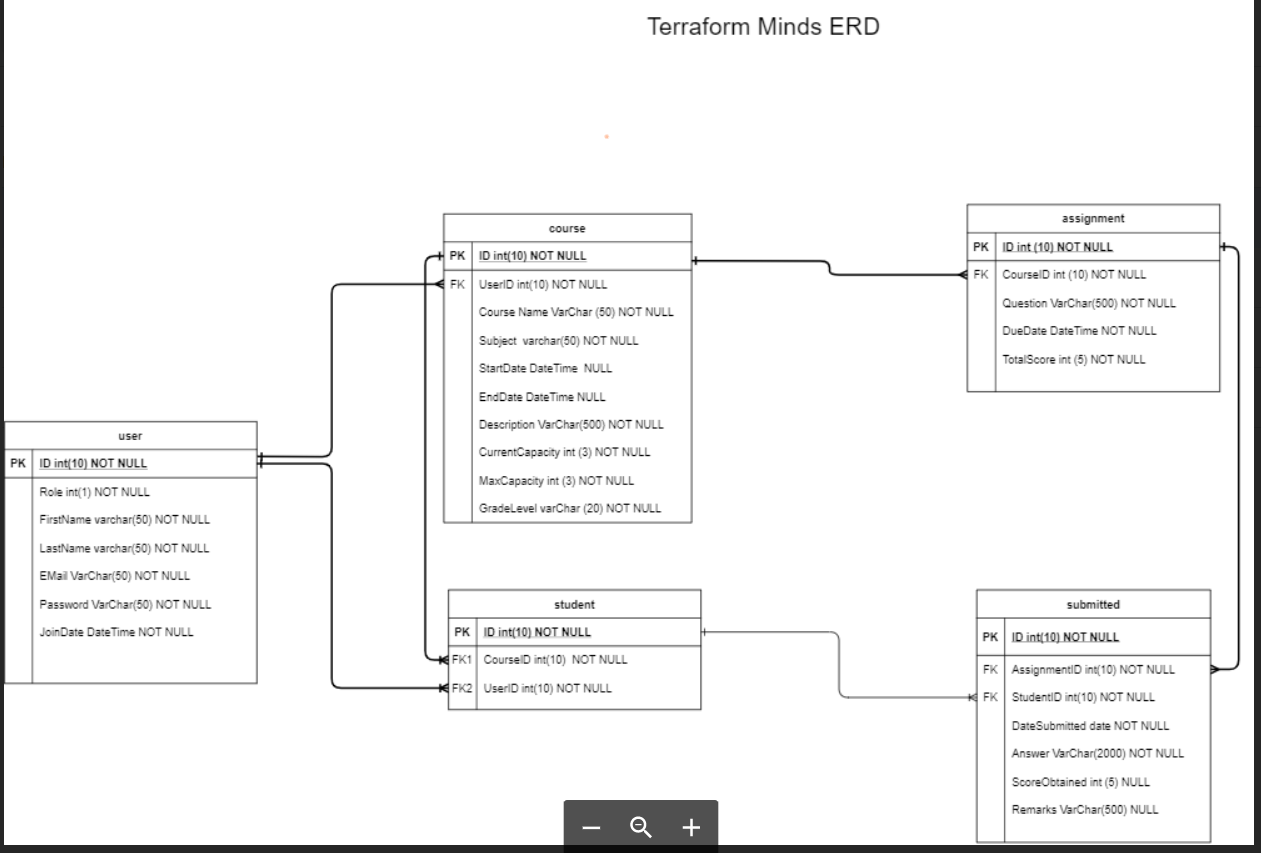 Terraform Minds ERD
course
PK ID int(10) NOT NULL
FK UserID int(10) NOT NULL
Course Name VarChar (50) NOT NULL
Subject varchar(50) NOT NULL
StartDate DateTime NULL
EndDate DateTime NULL
Description VarChar(500) NOT NULL
CurrentCapacity int (3) NOT NULL
MaxCapacity int (3) NOT NULL
GradeLevel varChar (20) NOT NULL
assignment
PK ID int (10) NOT NULL
FK CourseID int (10) NOT NULL
Question VarChar(500) NOT NULL
DueDate DateTime NOT NULL
TotalScore int (5) NOT NULL
user
PK ID int(10) NOT NULL
Role int(1) NOT NULL
FirstName varchar(50) NOT NULL
LastName varchar(50) NOT NULL
EMail VarChar(50) NOT NULL
Password VarChar(50) NOT NULL
JoinDate DateTime NOT NULL
student
PK ID int(10) NOT NULL
FK1 CourseID int(10) NOT NULL
FK2 UserID int(10) NOT NULL
submitted
PK ID int(10) NOT NULL
FK AssignmentID int(10) NOT NULL
FK StudentID int(10) NOT NULL
DateSubmitted date NOT NULL
Answer VarChar(2000) NOT NULL
ScoreObtained int (5) NULL
Remarks VarChar(500) NULL